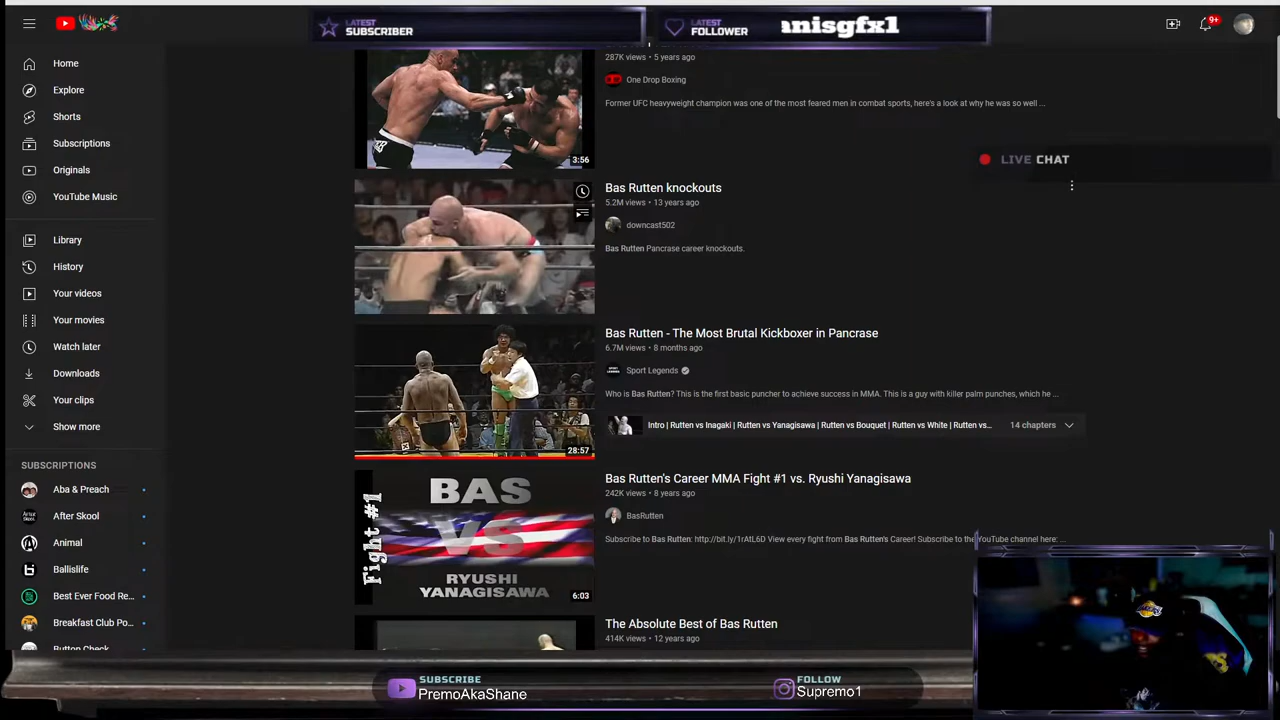 LATEST
SUBSCRIBER
LATEST
FOLLOWER
anisgfx1
9+
Home
Explore
Shorts
Subscriptions
Originals
YouTube Music
Library
History
Your videos
Your movies
Watch later
Downloads
Your clips
Show more
SUBSCRIPTIONS
Aba & Preach
After Skool
Animal
Ballislife
Best Ever Food Re...
Breakfast Club Po...
Button Check
287K views • 5 years ago
One Drop Boxing
Former UFC heavyweight champion was one of the most feared men in combat sports, here's a look at why he was so well ...
3:56
LIVE CHAT
Bas Rutten knockouts
5.2M views • 13 years ago
downcast502
Bas Rutten Pancrase career knockouts.
Bas Rutten - The Most Brutal Kickboxer in Pancrase
6.7M views • 8 months ago
Sport Legends
Who is Bas Rutten? This is the first basic puncher to achieve success in MMA. This is a guy with killer palm punches, which he ...
Intro | Rutten vs Inagaki | Rutten vs Yanagisawa | Rutten vs Bouquet | Rutten vs White | Rutten vs...
14 chapters
28:57
Fight #1
BAS
VS
RYUSHI
YANAGISAWA
6:03
Bas Rutten's Career MMA Fight #1 vs. Ryushi Yanagisawa
242K views • 8 years ago
BasRutten
Subscribe to Bas Rutten: http://bit.ly/1rAtL6D View every fight from Bas Rutten's Career! Subscribe to the YouTube channel here: ...
The Absolute Best of Bas Rutten
414K views • 12 years ago
SUBSCRIBE
PremoAkaShane
FOLLOW
Supremo1